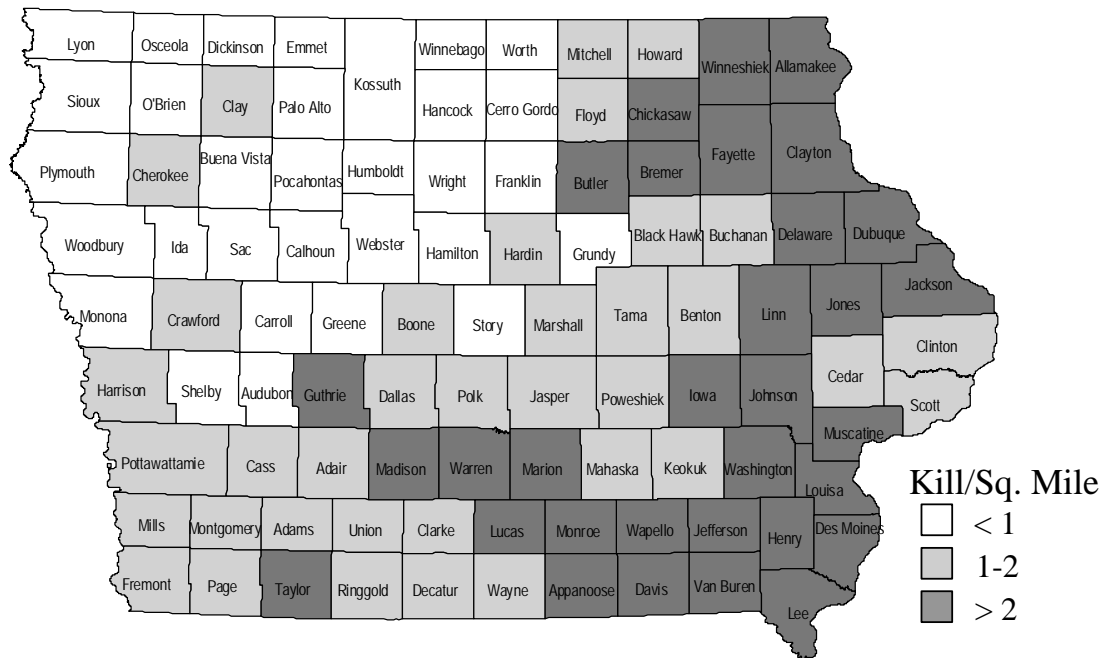 Lyon Osceola Dickinson Emmet Winnebago Worth Mitchell Howard Winneshiek Allamakee
Sioux O'Brien Clay Palo Alto Kossuth Hancock Cerro Gordo Floyd Chickasaw
Plymouth Cherokee Buena Vista Pocahontas Humboldt Wright Franklin Butler Bremer Fayette Clayton
Woodbury Ida Sac Calhoun Webster Hamilton Hardin Grundy Black Hawk Buchanan Delaware Dubuque
Monona Crawford Carroll Greene Boone Story Marshall Tama Benton Linn Jones Jackson
Clinton
Harrison Shelby Audubon Guthrie Dallas Polk Jasper Poweshiek Iowa Johnson Cedar Scott
Muscatine
Pottawattamie Cass Adair Madison Warren Marion Mahaska Keokuk Washington Louisa
Mills Montgomery Adams Union Clarke Lucas Monroe Wapello Jefferson Henry Des Moines
Fremont Page Taylor Ringgold Decatur Wayne Appanoose Davis Van Buren Lee
Kill/Sq. Mile
< 1
1-2
> 2